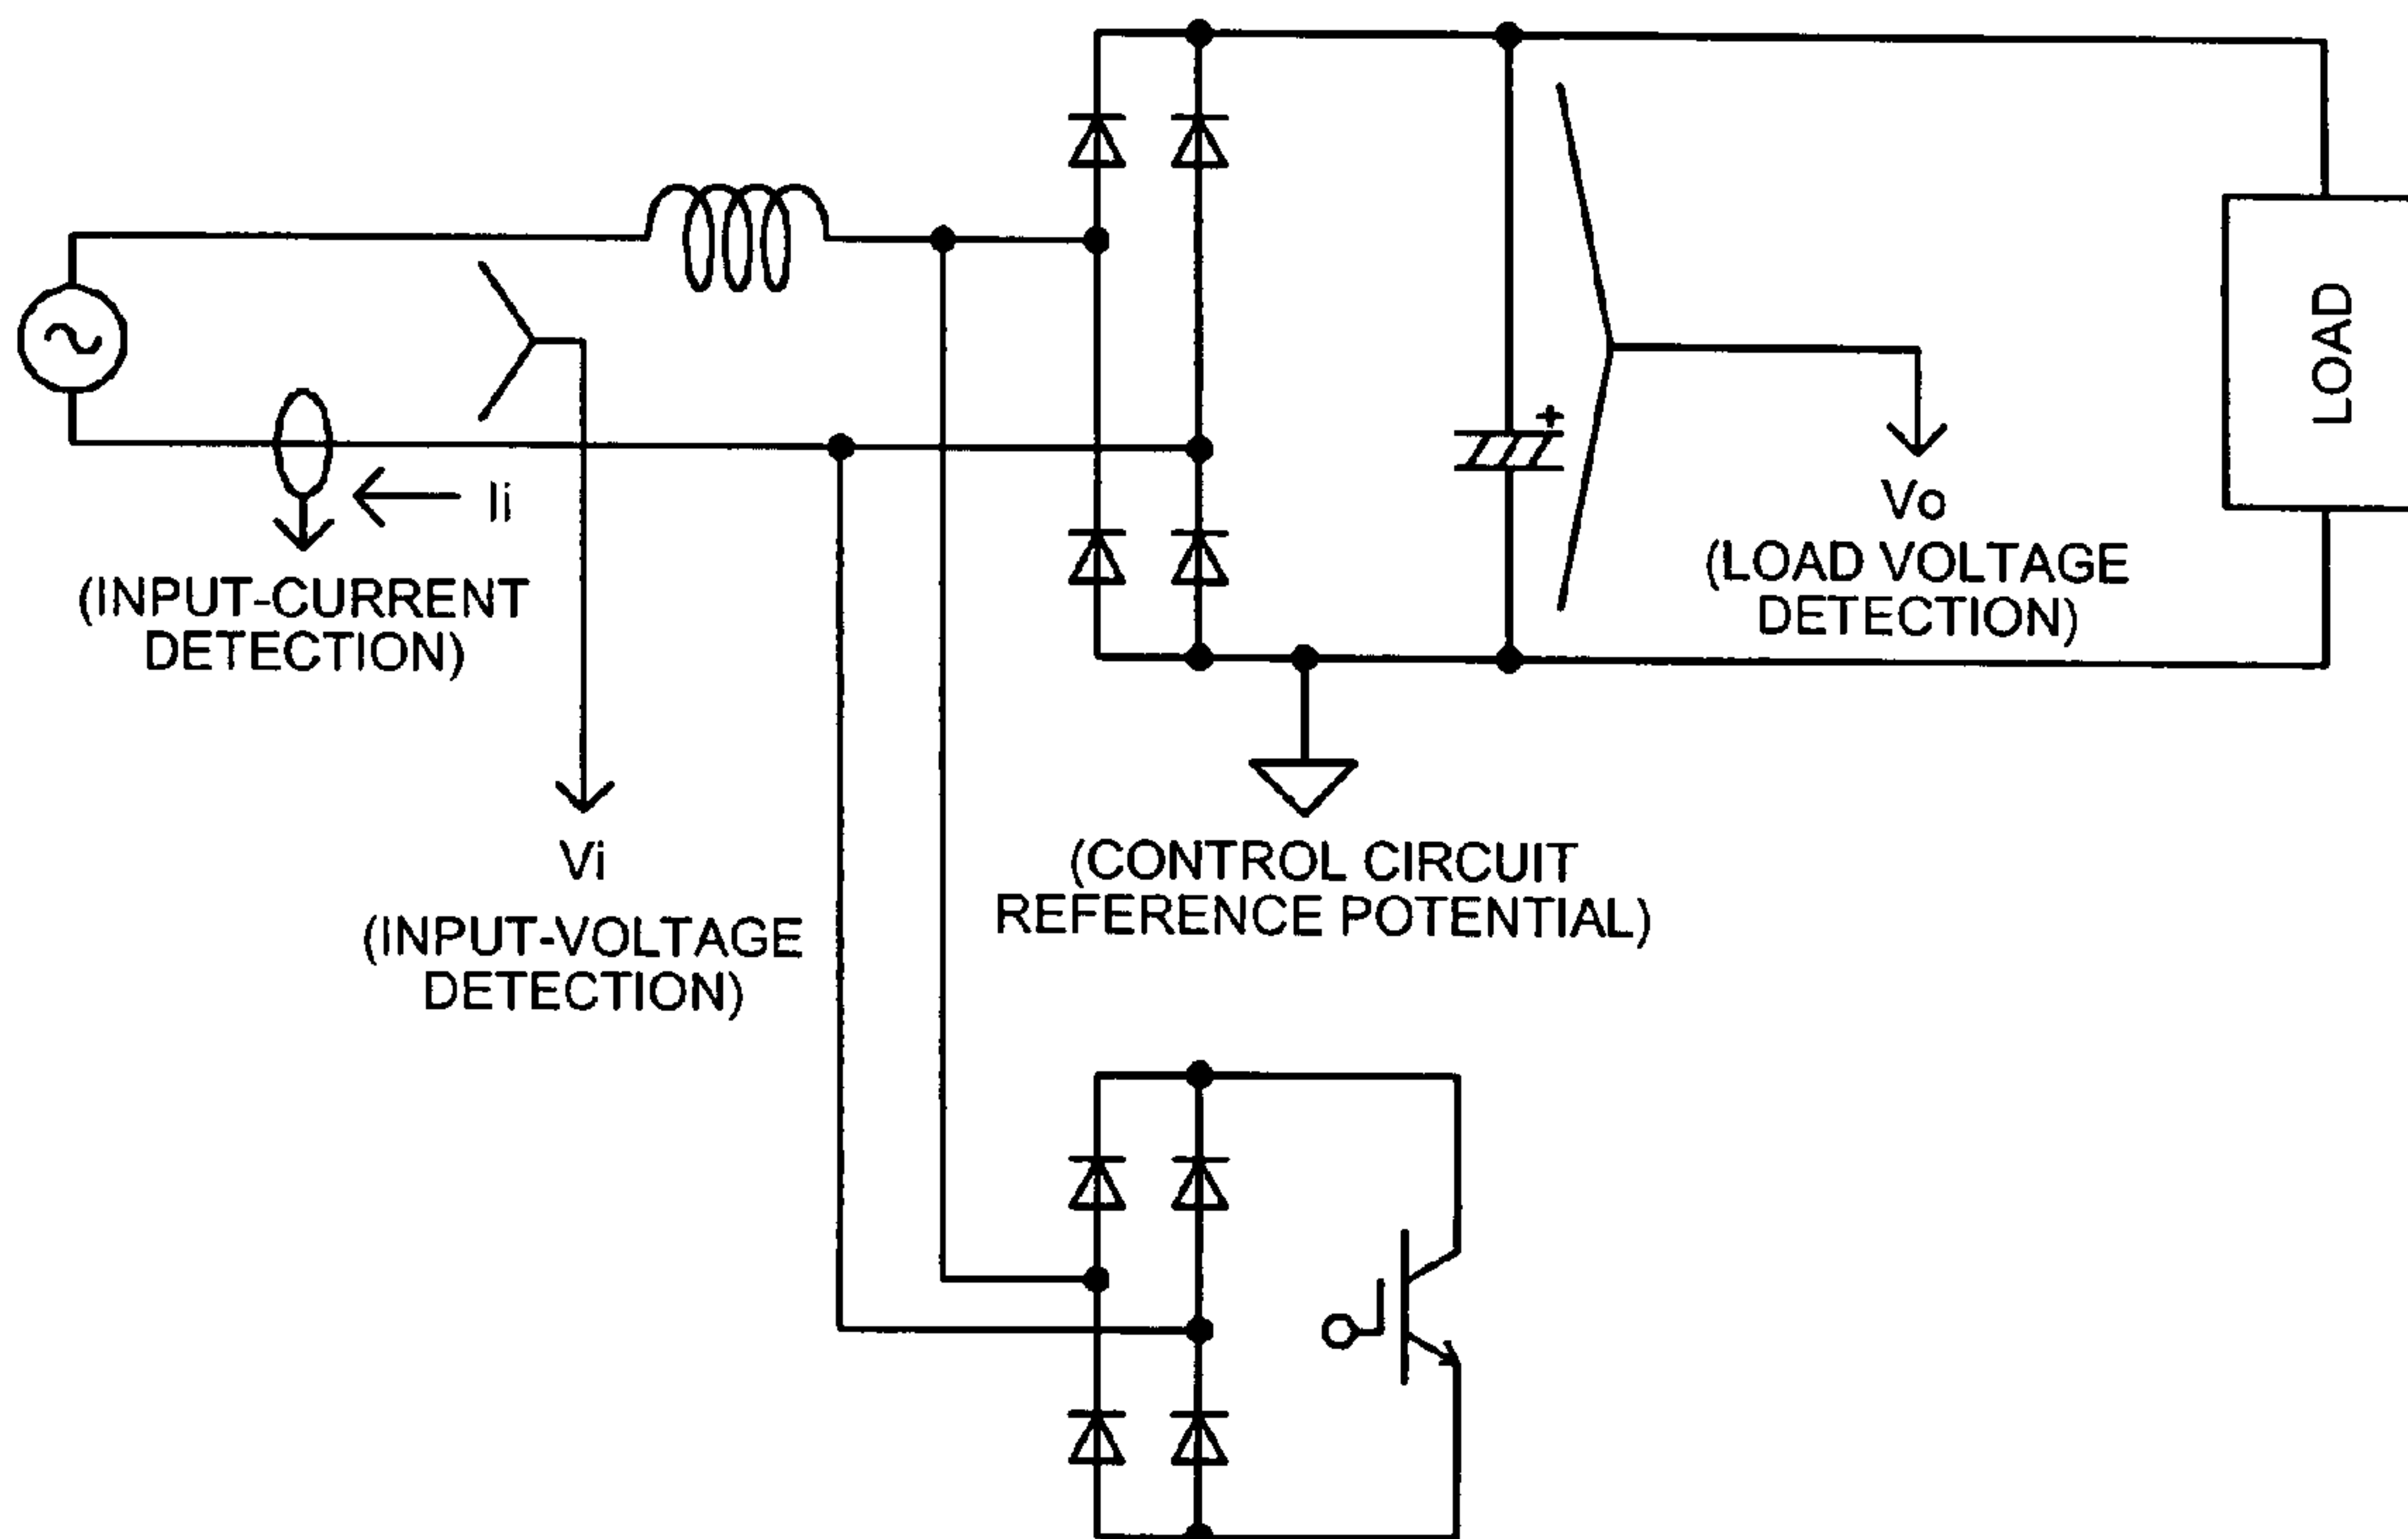 LOAD
Ii
(INPUT-CURRENT
DETECTION)
Vo
(LOAD VOLTAGE
DETECTION)
Vi
(INPUT-VOLTAGE
DETECTION)
(CONTROL CIRCUIT
REFERENCE POTENTIAL)
+